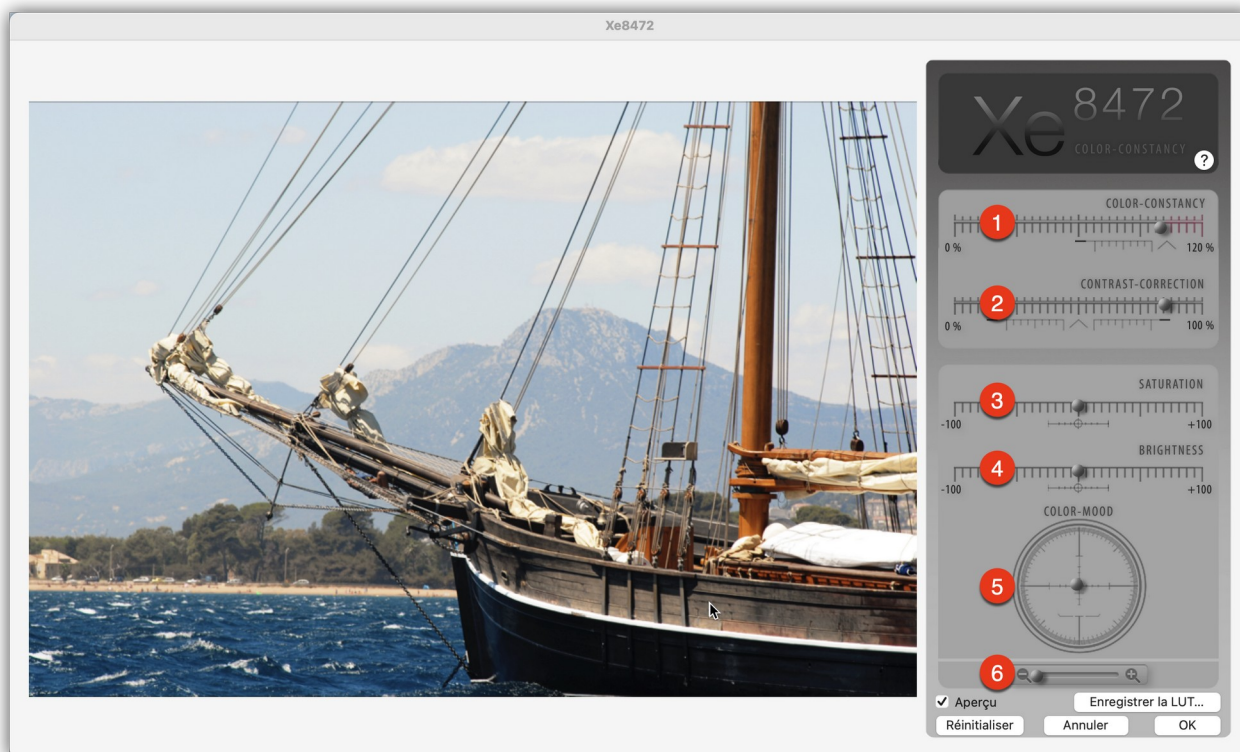 Xe8472
Xe 8472
COLOR-CONSTANCY
?
COLOR-CONSTANCY
1
0 % 120 %
CONTRAST-CORRECTION
2
0 % 100 %
SATURATION
3
-100 +100
BRIGHTNESS
4
-100 +100
COLOR-MOOD
5
6
Aperçu Enregistrer la LUT...
Réinitialiser Annuler OK